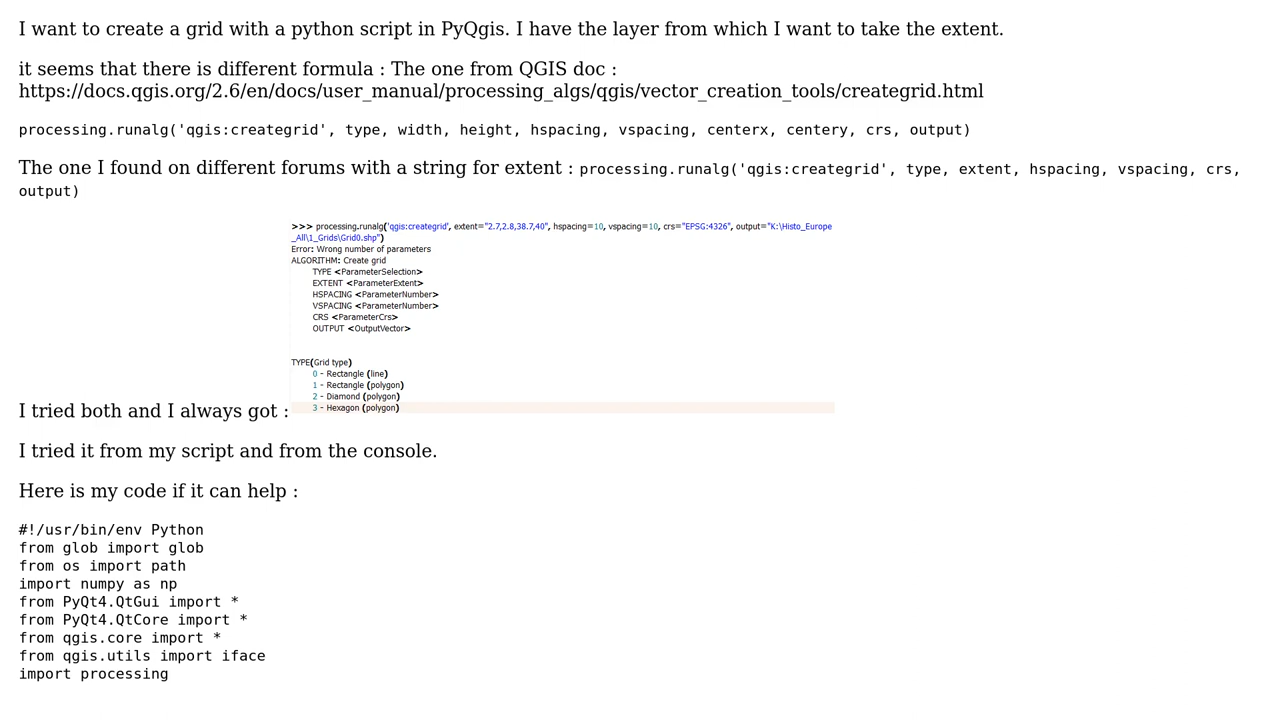 I want to create a grid with a python script in PyQgis. I have the layer from which I want to take the extent.
it seems that there is different formula : The one from QGIS doc :
https://docs.qgis.org/2.6/en/docs/user_manual/processing_algs/qgis/vector_creation_tools/creategrid.html
processing.runalg('qgis:creategrid', type, width, height, hspacing, vspacing, centerx, centery, crs, output)
The one I found on different forums with a string for extent : processing.runalg('qgis:creategrid', type, extent, hspacing, vspacing, crs,
output)
>>> processing.runalg('qgis:creategrid', extent="2.7,2.8,38.7,40", hspacing=10, vspacing=10, crs="EPSG:4326", output="K:\Histo_Europe
_All\1_Grids\Grid0.shp")
Error: Wrong number of parameters
ALGORITHM: Create grid
TYPE <ParameterSelection>
EXTENT <ParameterExtent>
HSPACING <ParameterNumber>
VSPACING <ParameterNumber>
CRS <ParameterCrs>
OUTPUT <OutputVector>
TYPE(Grid type)
0 - Rectangle (line)
1 - Rectangle (polygon)
2 - Diamond (polygon)
3 - Hexagon (polygon)
I tried both and I always got :
I tried it from my script and from the console.
Here is my code if it can help :
#!/usr/bin/env Python
from glob import glob
from os import path
import numpy as np
from PyQt4.QtGui import *
from PyQt4.QtCore import *
from qgis.core import *
from qgis.utils import iface
import processing